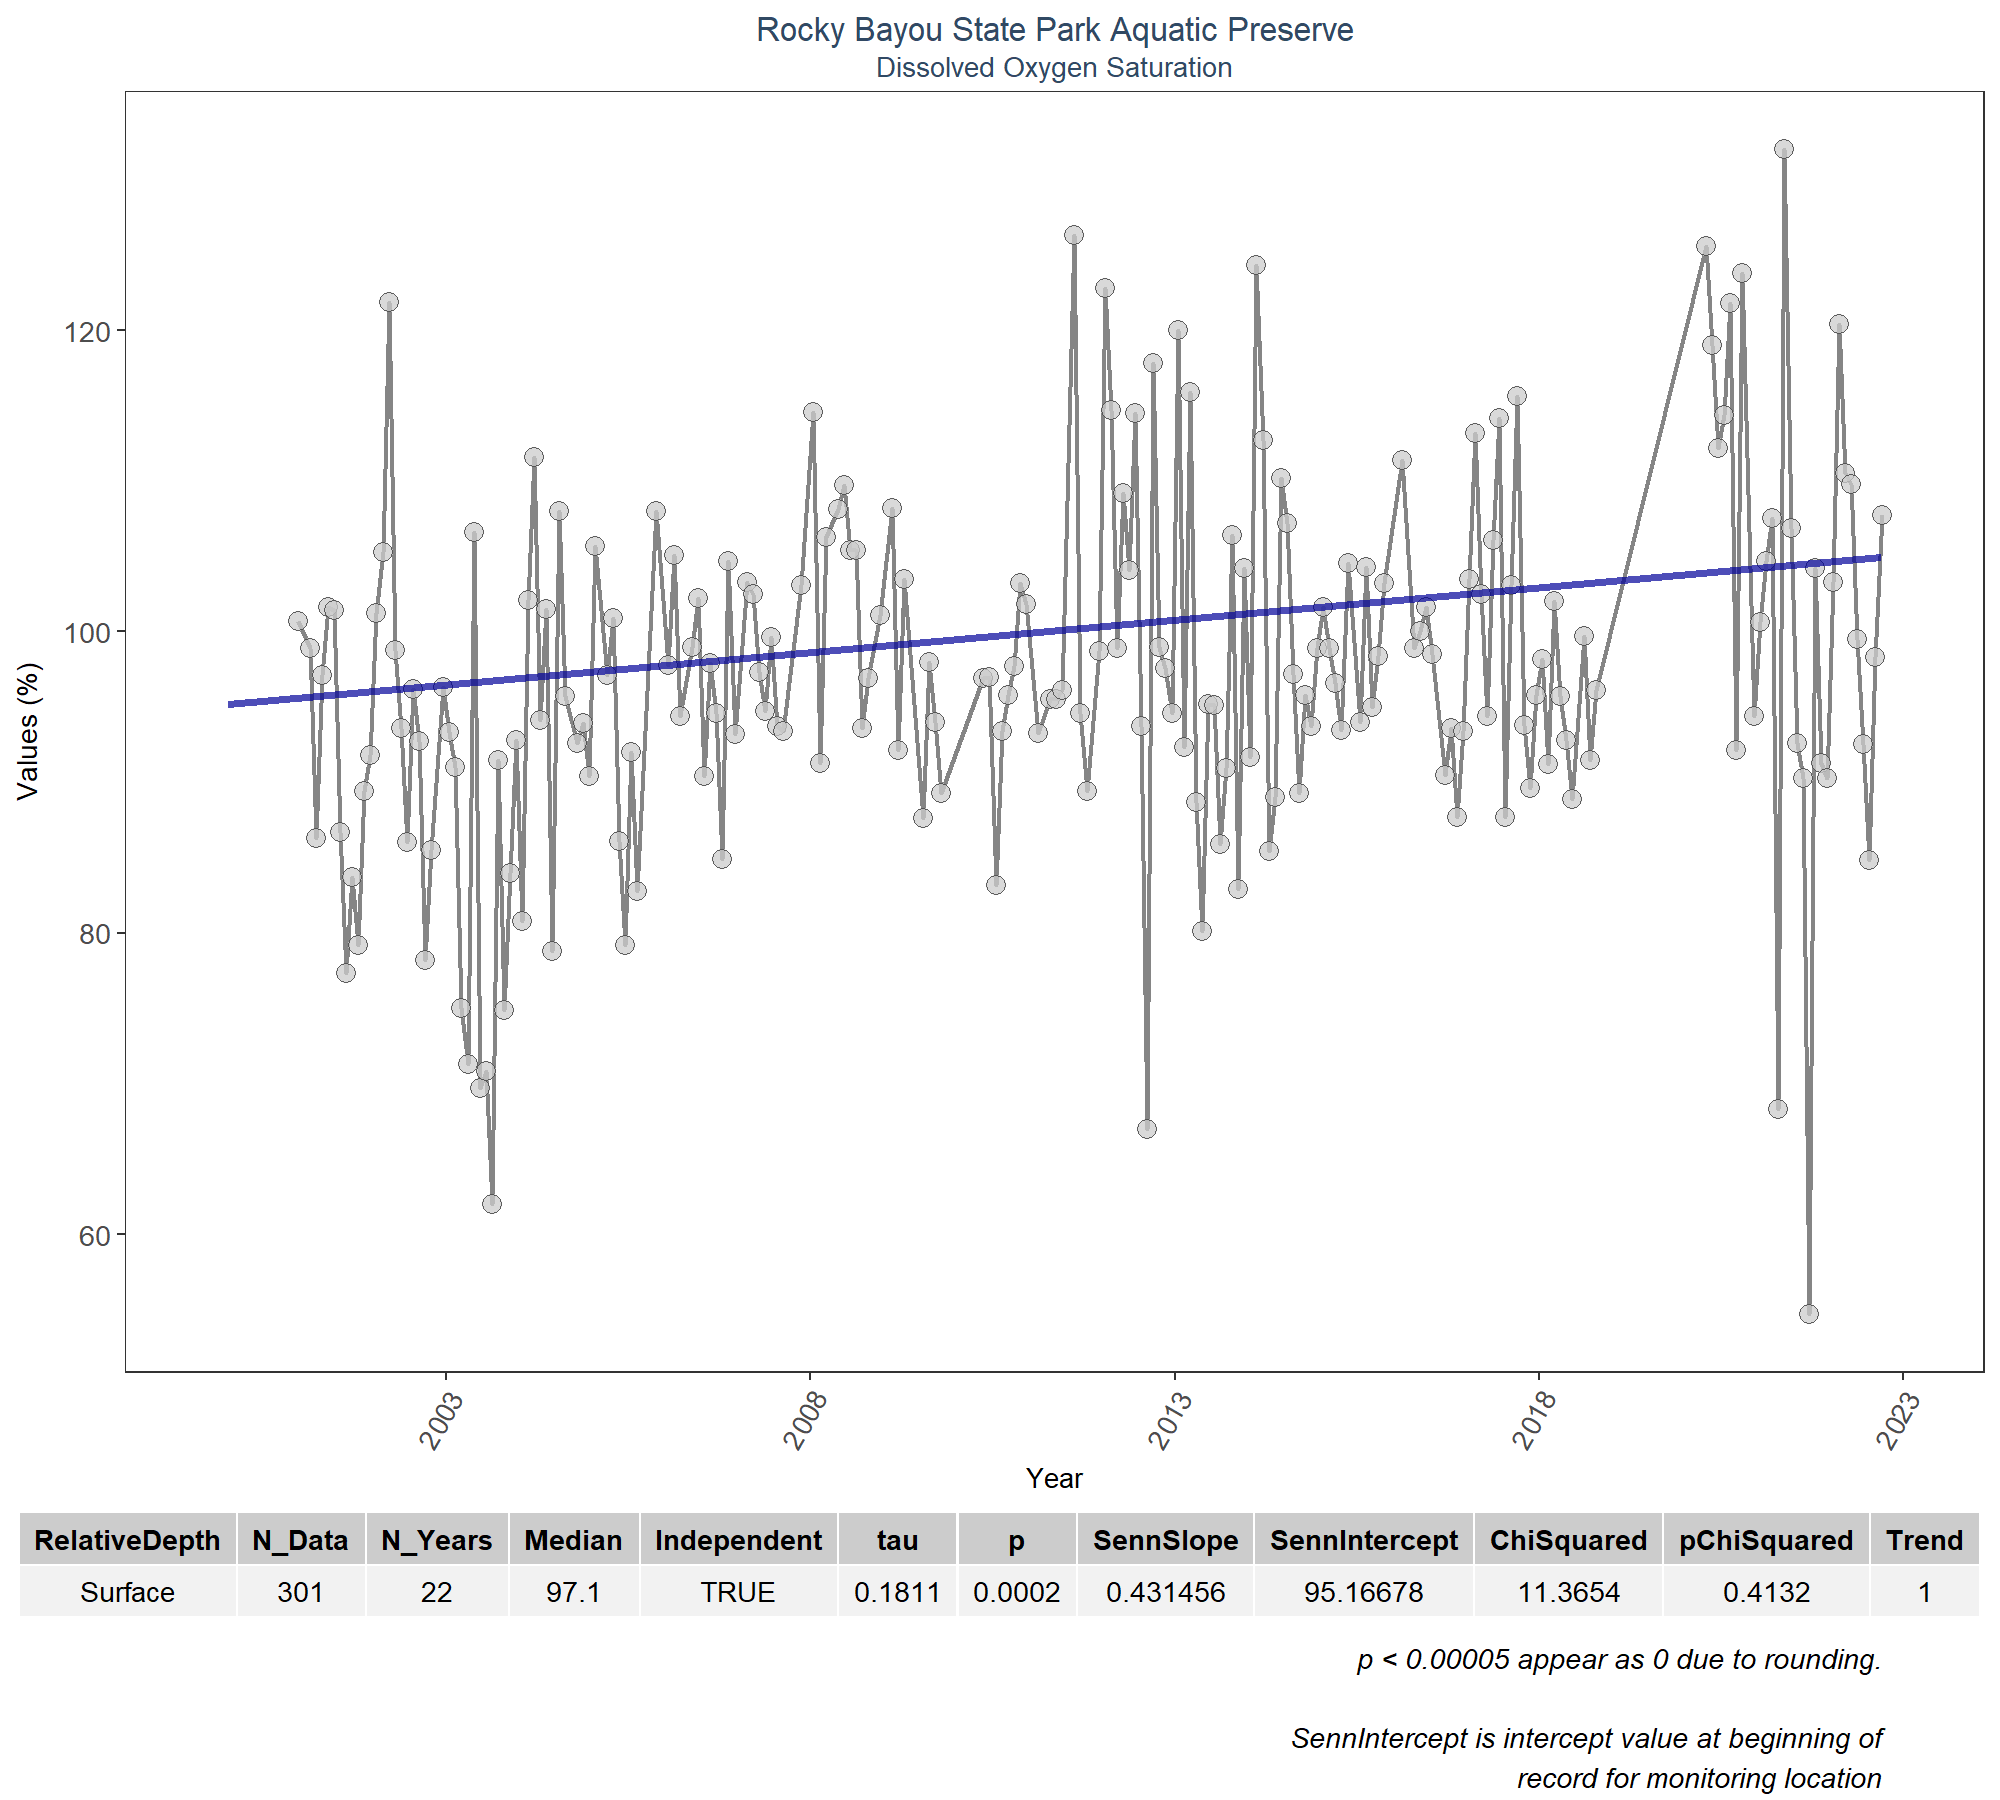 Rocky Bayou State Park Aquatic Preserve
Dissolved Oxygen Saturation
Values (%)
120
100
80
60
2003 2008 2013 2018 2023
Year
RelativeDepth N_Data N_Years Median Independent tau p SennSlope SennIntercept ChiSquared pChiSquared Trend
Surface 301 22 97.1 TRUE 0.1811 0.0002 0.431456 95.16678 11.3654 0.4132 1
p < 0.00005 appear as 0 due to rounding.
SennIntercept is intercept value at beginning of
record for monitoring location